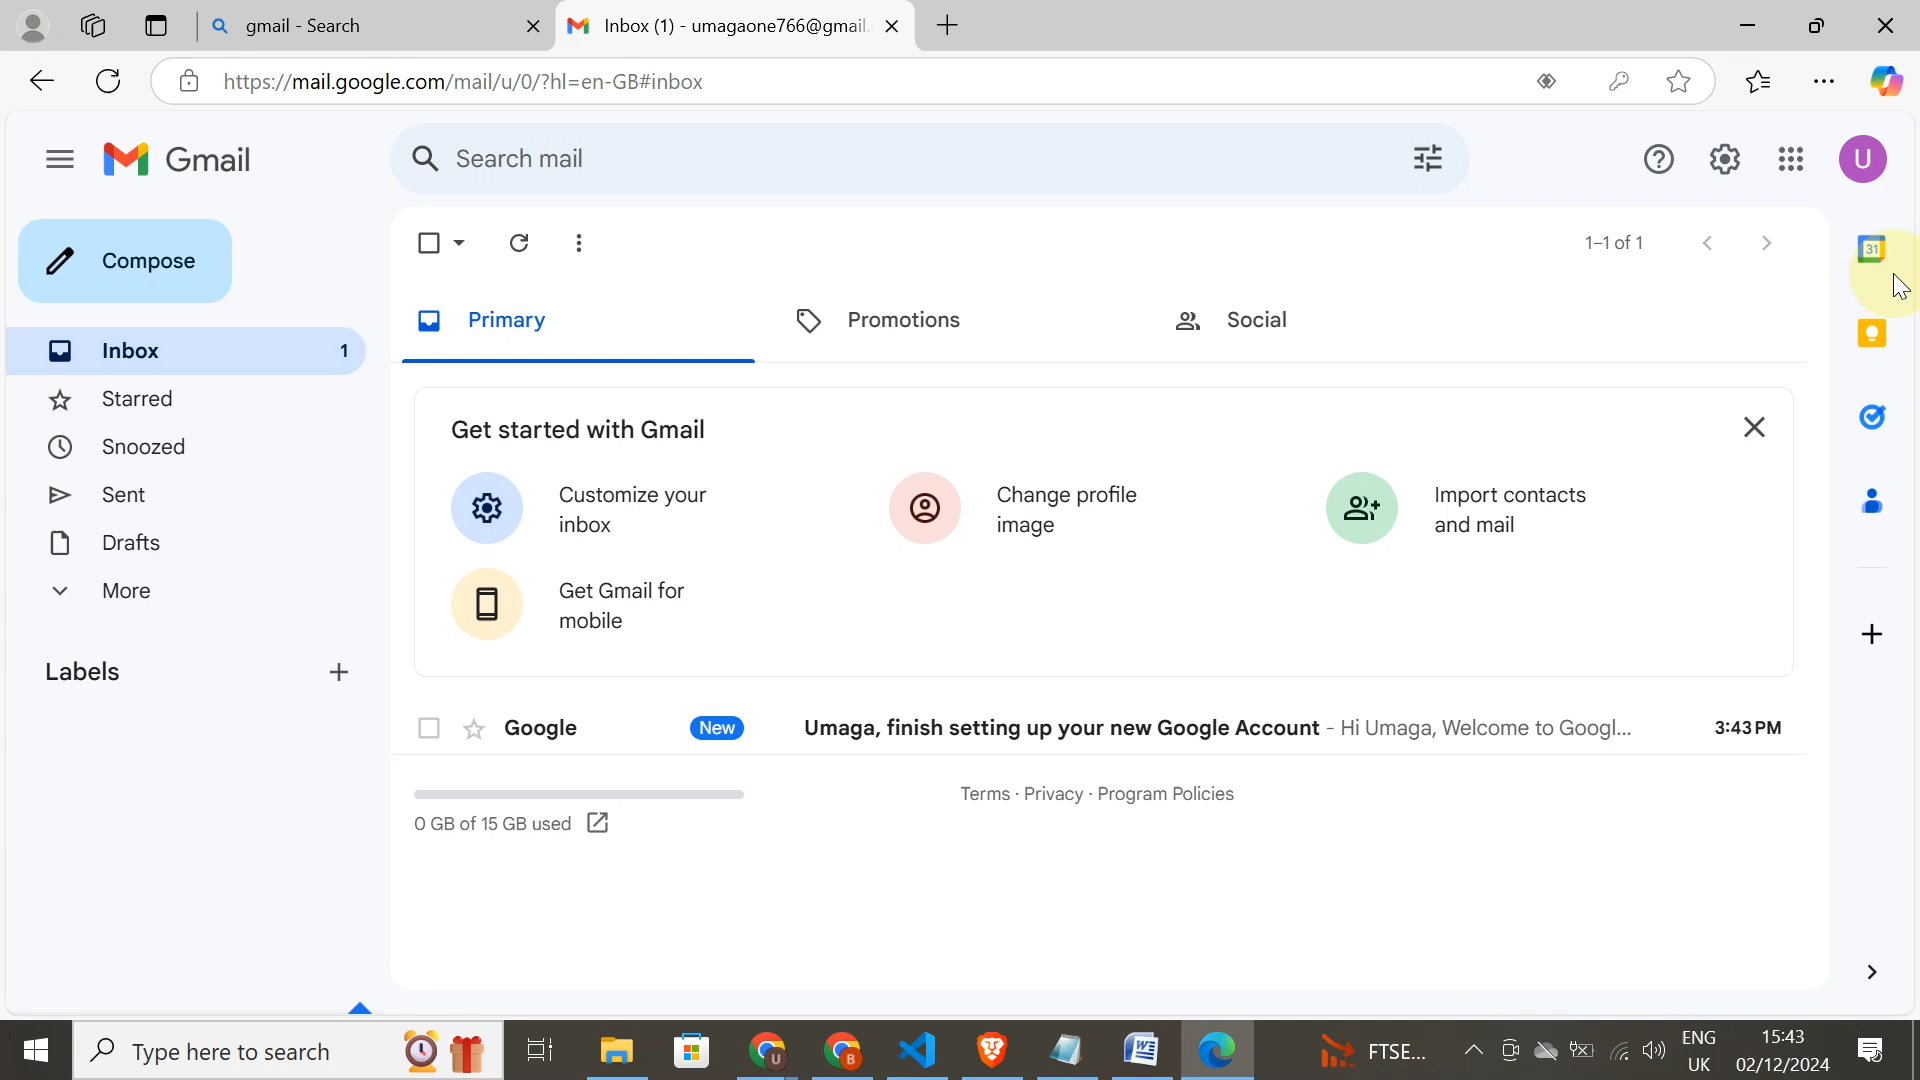 gmail - Search
Inbox (1) - umagaone766@gmail.
https://mail.google.com/mail/u/0/?hl=en-GB#inbox
Gmail
Search mail
U
Compose
1–1 of 1
31
Primary
Promotions
Social
Inbox 1
Starred
Snoozed
Sent
Drafts
More
Labels
Get started with Gmail
Customize your
inbox
Change profile
image
Import contacts
and mail
Get Gmail for
mobile
Google New Umaga, finish setting up your new Google Account - Hi Umaga, Welcome to Googl... 3:43 PM
0 GB of 15 GB used
Terms · Privacy · Program Policies
Type here to search
U
B
FTSE...
ENG
UK
15:43
02/12/2024